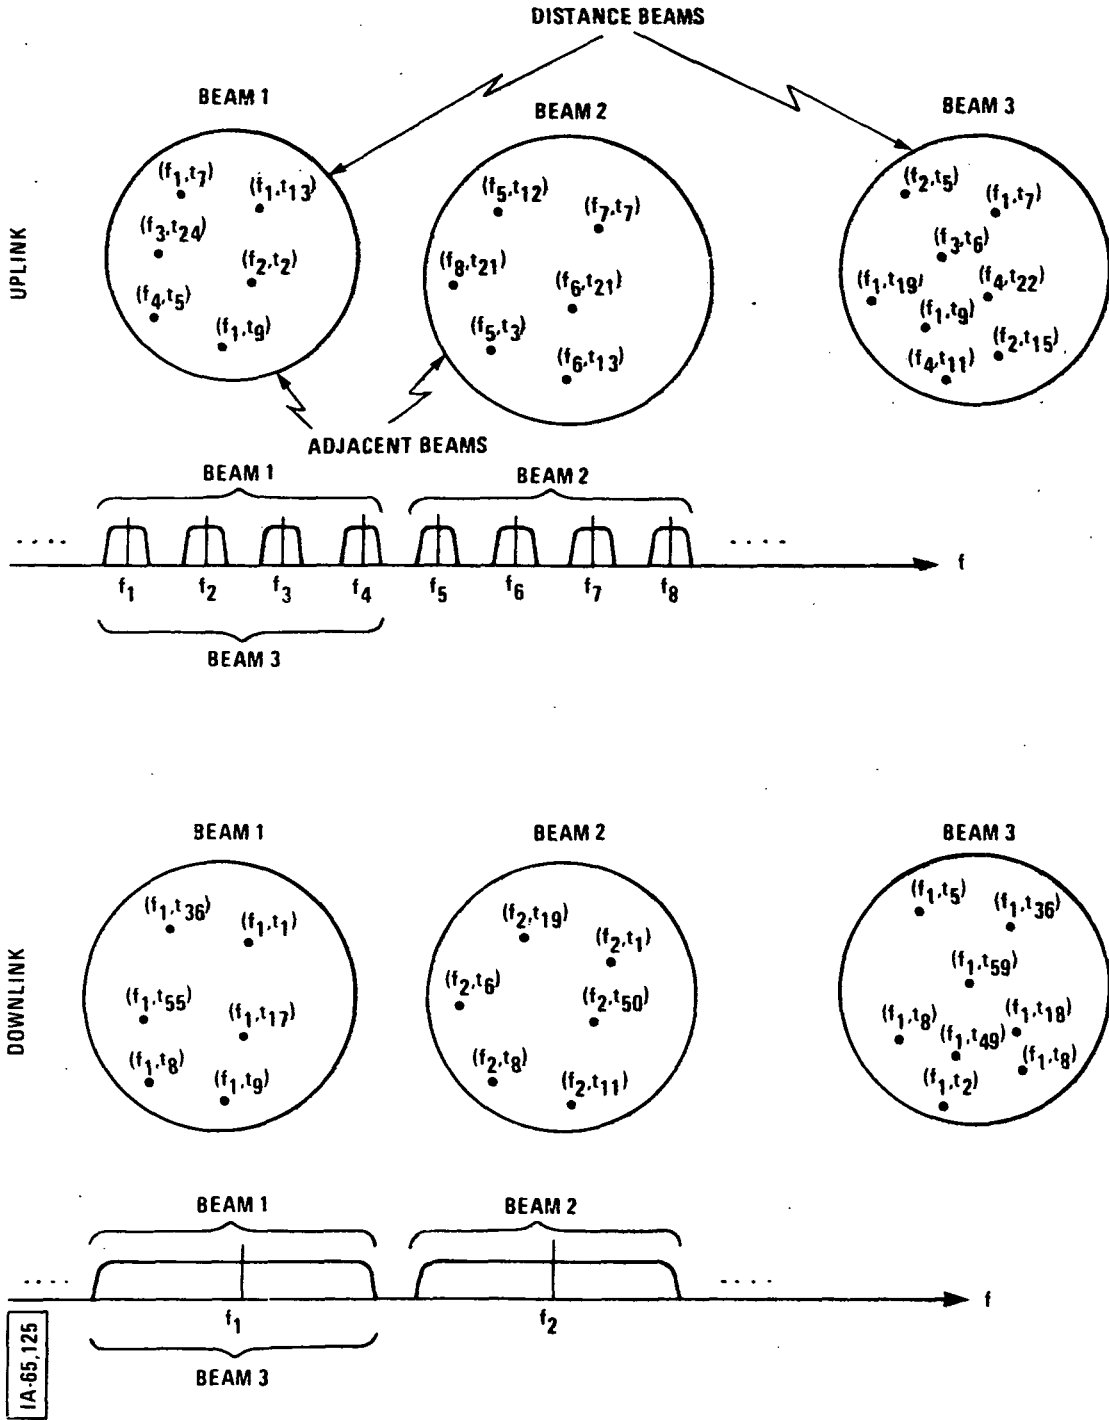 DISTANCE BEAMS
BEAM 1
BEAM 2
BEAM 3
UPLINK
(f1,t7)
(f1,t13)
(f3,t24)
(f2,t2)
(f4,t5)
(f1,t9)
(f5,t12)
(f7,t7)
(f8,t21)
(f6,t21)
(f5,t3)
(f6,t13)
(f2,t5)
(f1,t7)
(f3,t6)
(f1,t19)
(f4,t22)
(f1,t9)
(f2,t15)
(f4,t11)
ADJACENT BEAMS
BEAM 1
BEAM 2
.... ....
f
f1 f2 f3 f4 f5 f6 f7 f8
BEAM 3
BEAM 1
BEAM 2
BEAM 3
DOWNLINK
(f1,t36)
(f1,t1)
(f1,t55)
(f1,t17)
(f1,t8)
(f1,t9)
(f2,t19)
(f2,t1)
(f2,t6)
(f2,t50)
(f2,t8)
(f2,t11)
(f1,t5)
(f1,t36)
(f1,t59)
(f1,t8)
(f1,t18)
(f1,t49)
(f1,t8)
(f1,t2)
BEAM 1
BEAM 2
.... ....
f
f1 f2
BEAM 3
IA-65,125